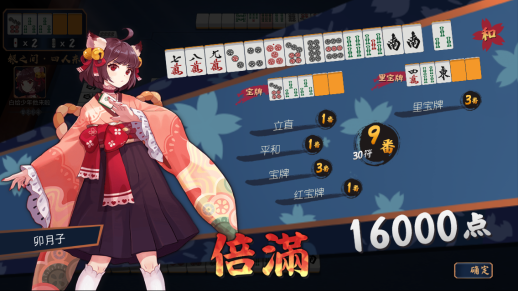 x 2 x 2
和
宝牌
里宝牌
立直 1番
里宝牌 3番
平和 1番
9番
30符
宝牌 3番
红宝牌 1番
卯月子
倍满
16000点
确定